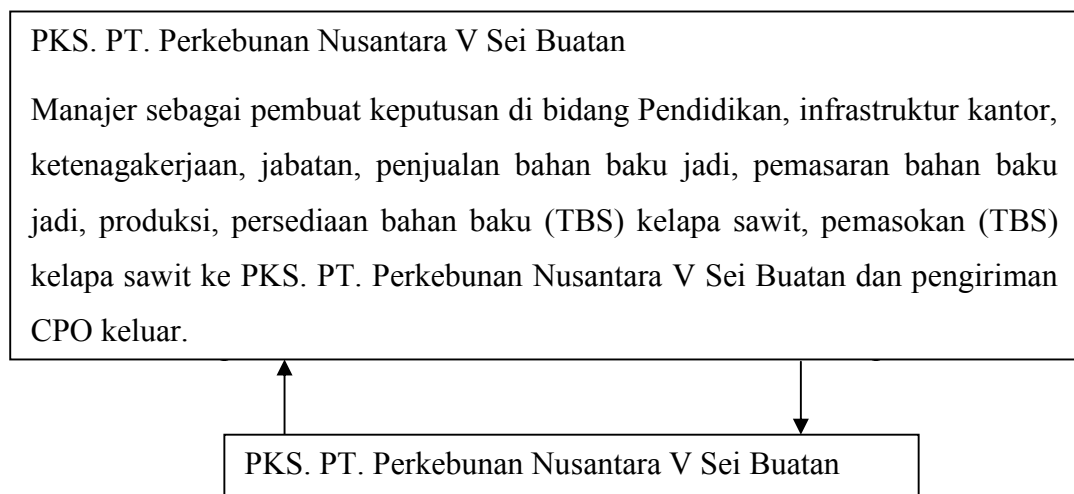 PKS. PT. Perkebunan Nusantara V Sei Buatan
Manajer sebagai pembuat keputusan di bidang Pendidikan, infrastruktur kantor,
ketenagakerjaan, jabatan, penjualan bahan baku jadi, pemasaran bahan baku
jadi, produksi, persediaan bahan baku (TBS) kelapa sawit, pemasokan (TBS)
kelapa sawit ke PKS. PT. Perkebunan Nusantara V Sei Buatan dan pengiriman
CPO keluar.
PKS. PT. Perkebunan Nusantara V Sei Buatan